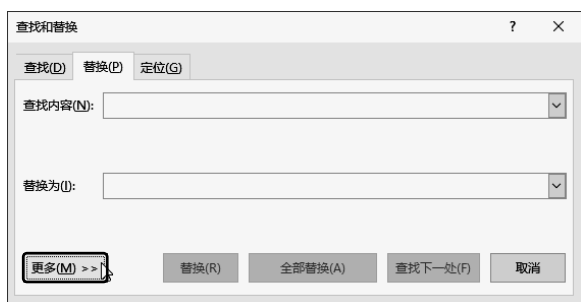 查找和替换 ?
查找(D) 替换(P) 定位(G)
查找内容(N):
替换为(I):
更多(M) >> 替换(R) 全部替换(A) 查找下一处(F) 取消